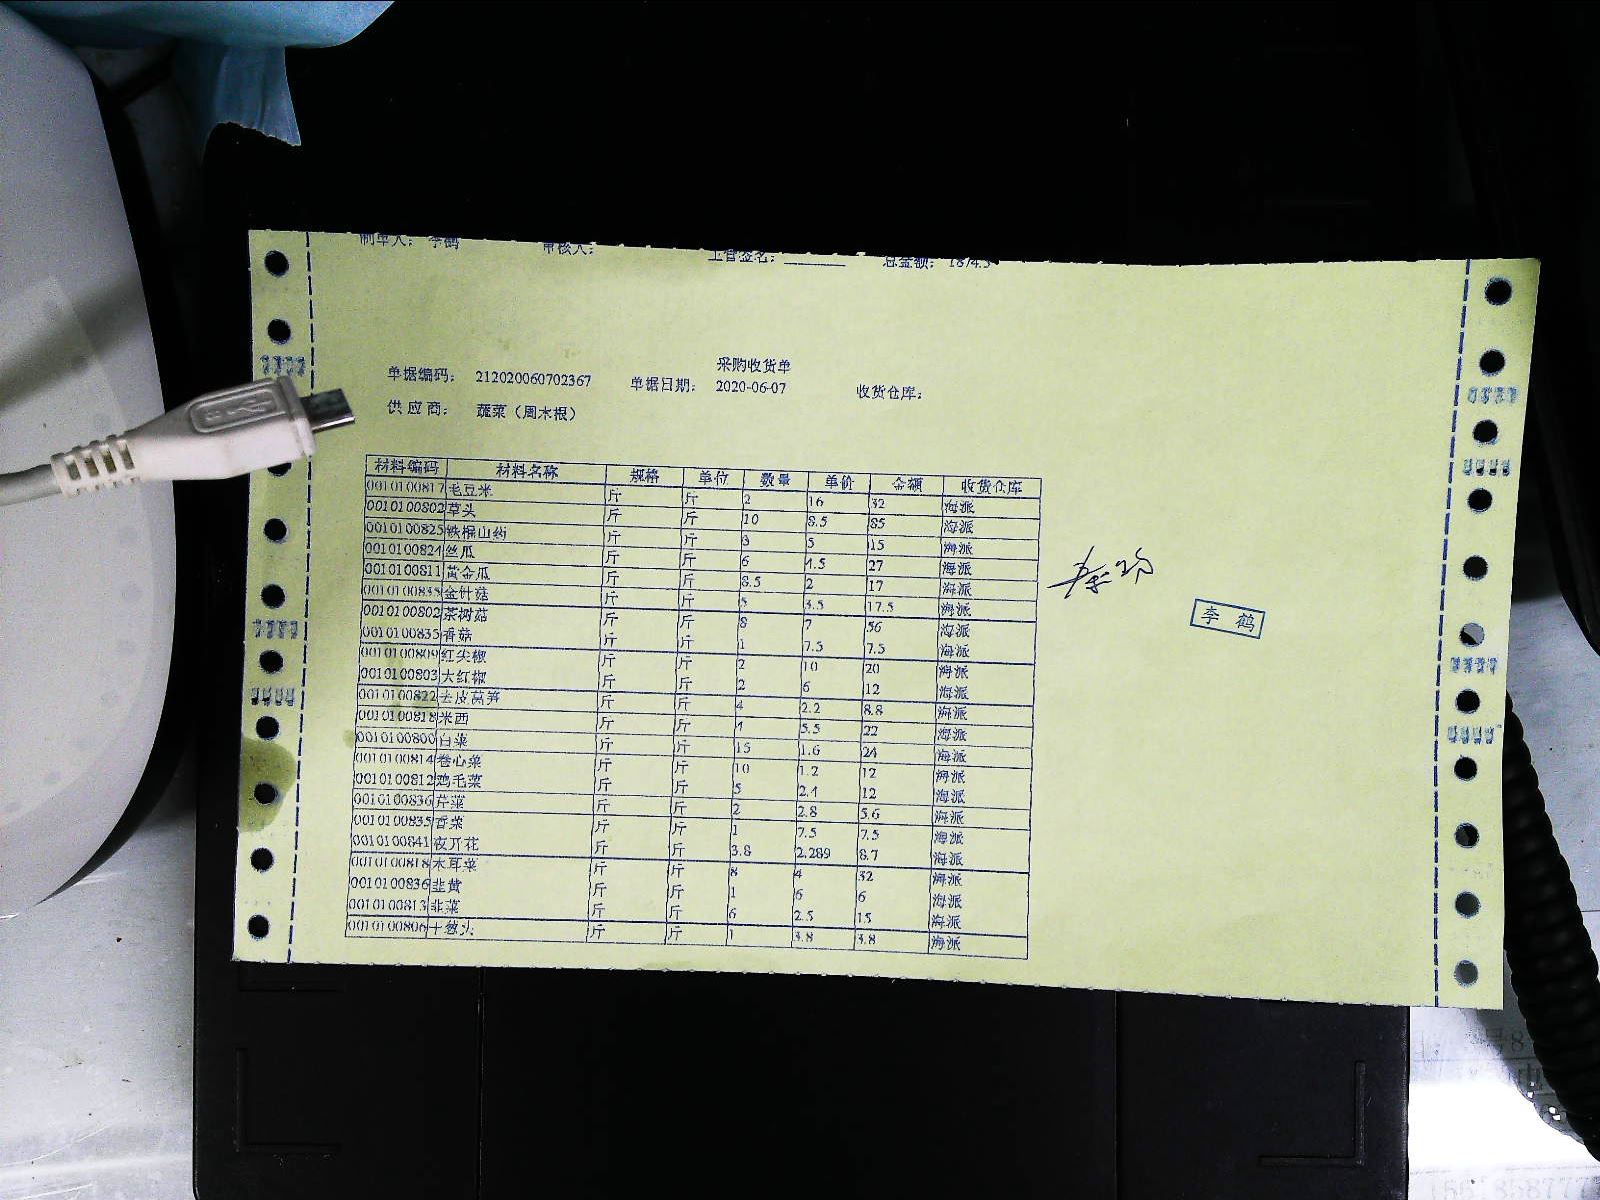 制单人： 李鹤 审核人： 主管签名： 总金额： 1874.3
采购收货单
单据编码： 212020060702367 单据日期： 2020-06-07 收货仓库：
供应商： 蔬菜（周木根）
材料编码 材料名称 规格 单位 数量 单价 金额 收货仓库
0010100817 毛豆米 斤 斤 2 16 32 海派
0010100802 草头 斤 斤 10 8.5 85 海派
0010100825 铁棍山药 斤 斤 3 5 15 海派
0010100824 丝瓜 斤 斤 6 4.5 27 海派
0010100811 黄金瓜 斤 斤 8.5 2 17 海派
0010100835 金针菇 斤 斤 5 3.5 17.5 海派
0010100802 茶树菇 斤 斤 8 7 56 海派
0010100835 香菇 斤 斤 1 7.5 7.5 海派
0010100809 红尖椒 斤 斤 2 10 20 海派
0010100803 大红椒 斤 斤 2 6 12 海派
0010100822 去皮莴笋 斤 斤 4 2.2 8.8 海派
0010100818 米西 斤 斤 4 5.5 22 海派
0010100800 白菜 斤 斤 15 1.6 24 海派
0010100814 卷心菜 斤 斤 10 1.2 12 海派
0010100812 鸡毛菜 斤 斤 5 2.4 12 海派
0010100836 芹菜 斤 斤 2 2.8 5.6 海派
0010100835 香菜 斤 斤 1 7.5 7.5 海派
0010100841 夜开花 斤 斤 3.8 2.289 8.7 海派
0010100818 木耳菜 斤 斤 8 4 32 海派
0010100836 韭黄 斤 斤 1 6 6 海派
0010100813 韭菜 斤 斤 6 2.5 15 海派
0010100806 干葱头 斤 斤 1 4.8 4.8 海派
李鹤